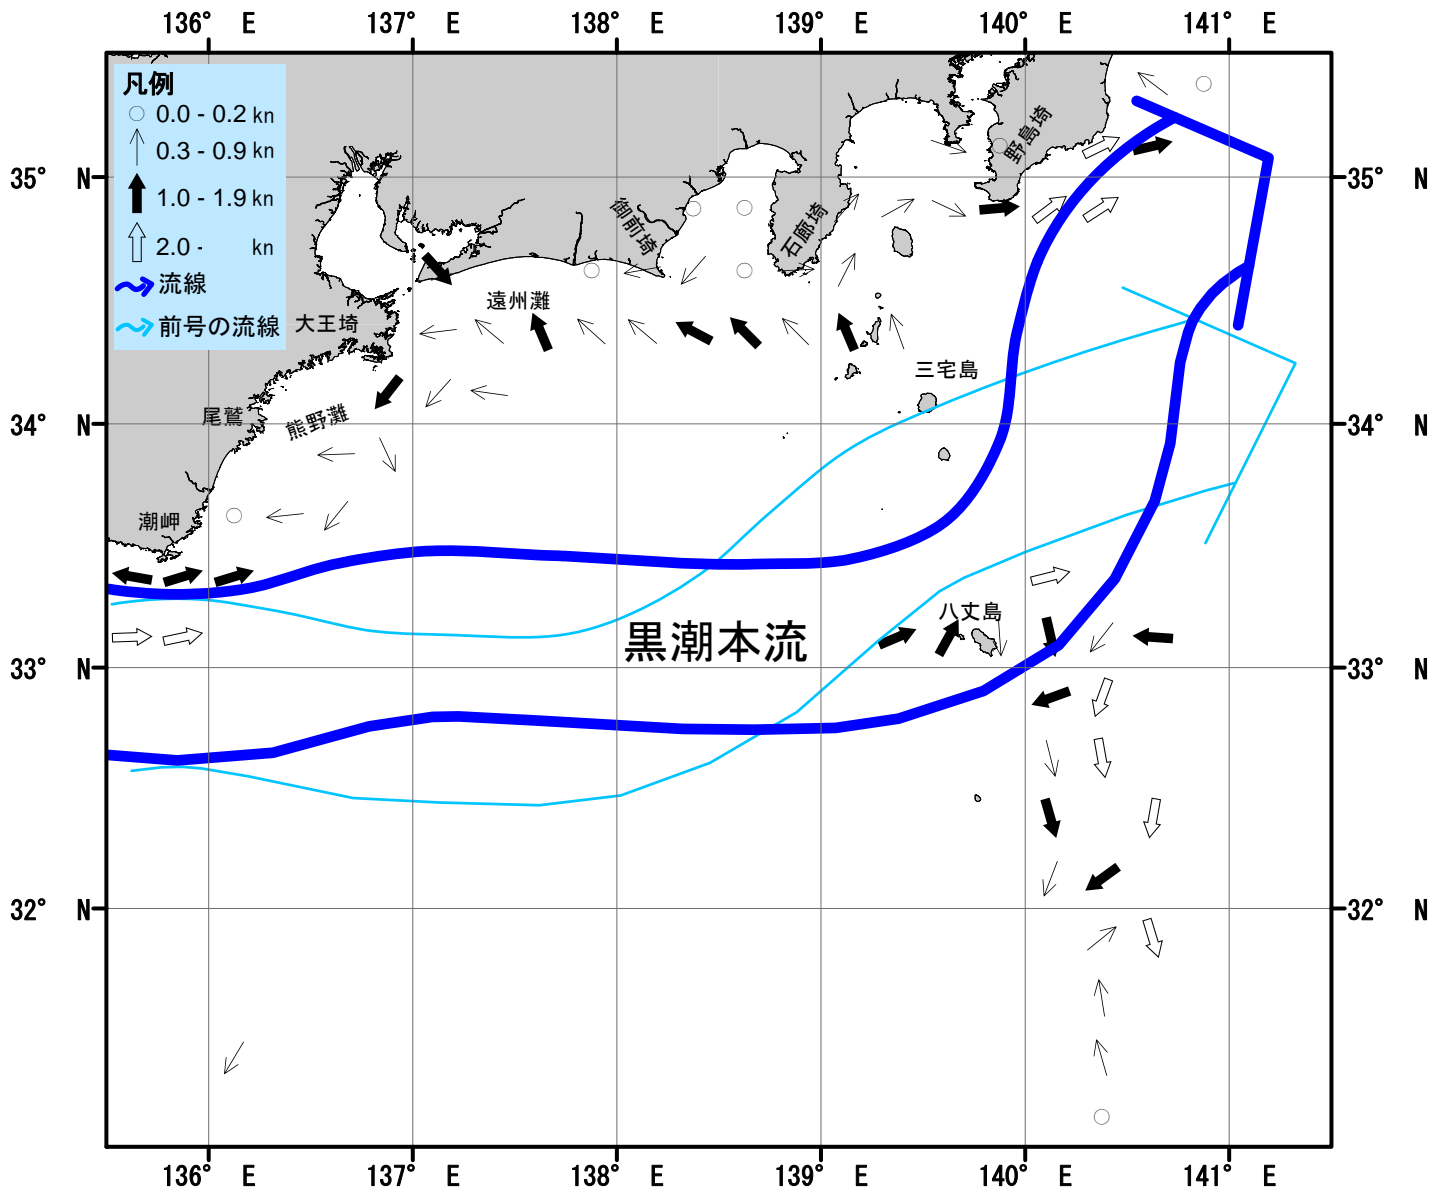 136° E 137° E 138° E 139° E 140° E 141° E
凡例
0.0 - 0.2 kn
0.3 - 0.9 kn
1.0 - 1.9 kn
2.0 - kn
流線
前号の流線
野島埼
35° N
35° N
御前埼
石廊埼
遠州灘
大王埼
三宅島
尾鷲
熊野灘
34° N
34° N
潮岬
八丈島
黒潮本流
33° N
33° N
32° N
32° N
136° E 137° E 138° E 139° E 140° E 141° E